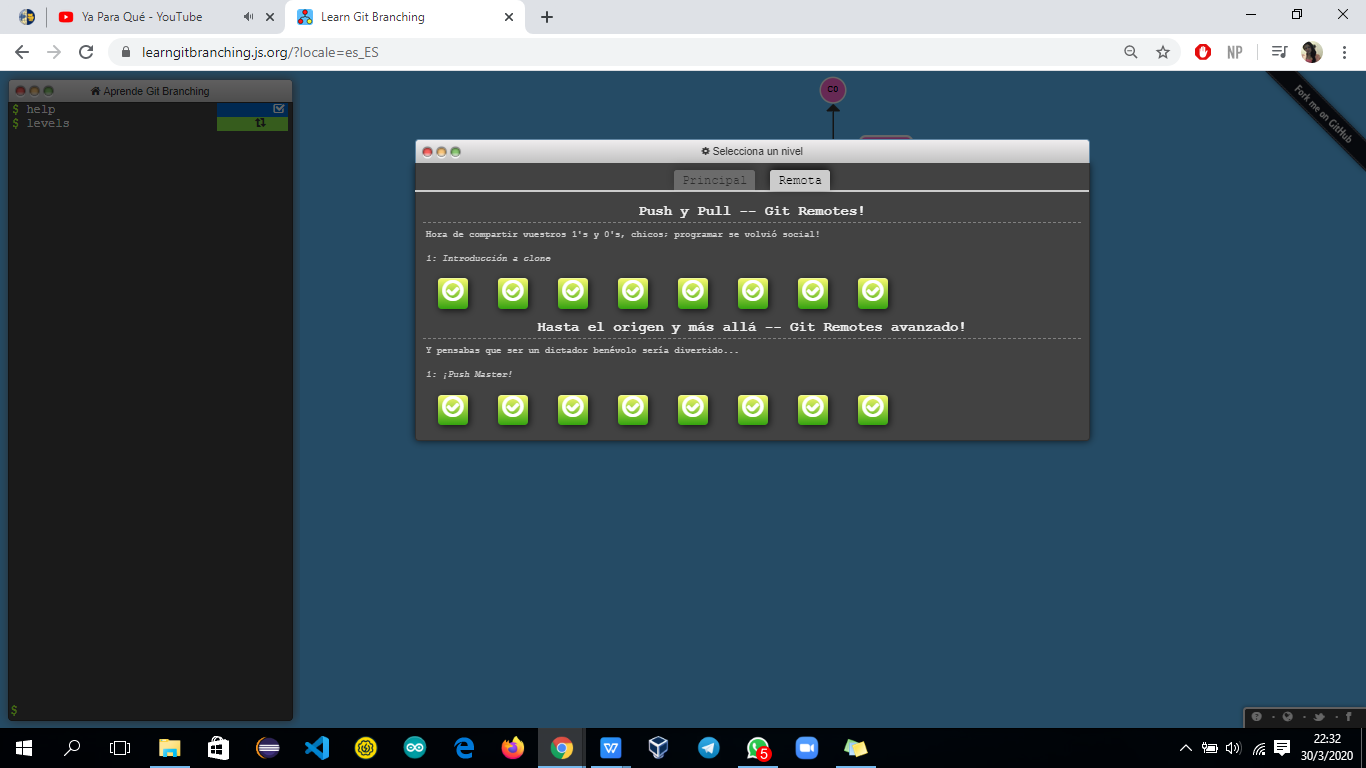 Ya Para Qué - YouTube
Learn Git Branching
learngitbranching.js.org/?locale=es_ES
NP
Fork me on GitHub
Aprende Git Branching
$ help
$ levels
$
C0
Selecciona un nivel
Principal
Remota
Push y Pull -- Git Remotes!
Hora de compartir vuestros 1's y 0's, chicos; programar se volvió social!
1: Introducción a clone
Hasta el origen y más allá -- Git Remotes avanzado!
Y pensabas que ser un dictador benévolo sería divertido...
1: ¡Push Master!
5
22:32
30/3/2020